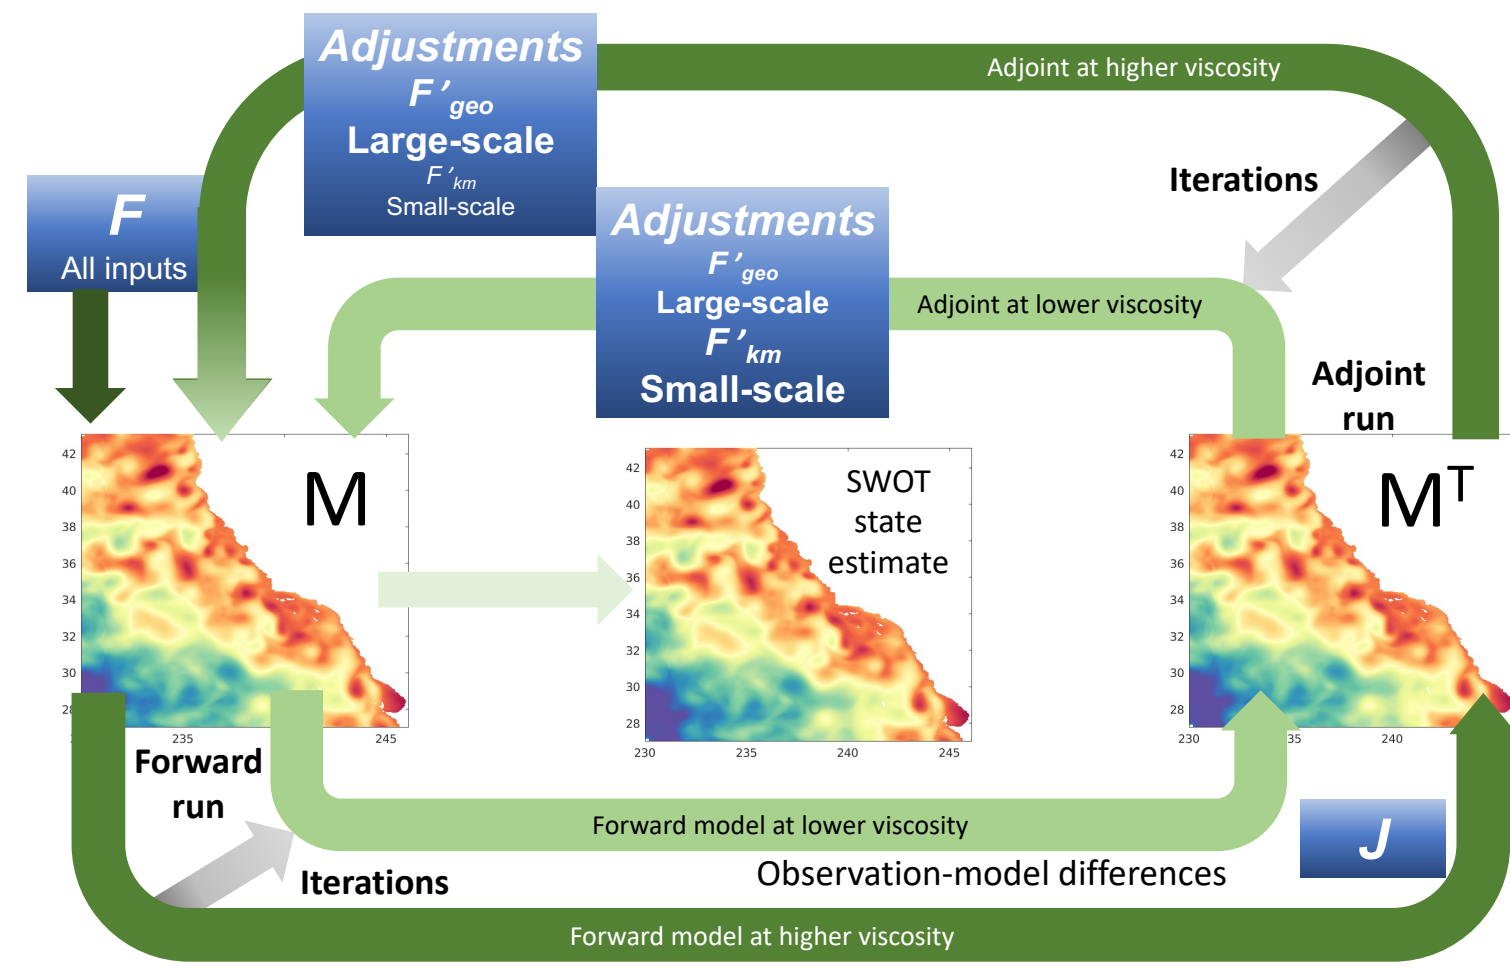 Adjustments
F'geo
Large-scale
F'km
Small-scale
Adjoint at higher viscosity
Iterations
F
All inputs
Adjustments
F'geo
Large-scale
F'km
Small-scale
Adjoint at lower viscosity
Adjoint
run
42
40
38
36
34
32
30
28
235
245
M
42
40
38
36
34
32
30
28
230
235
240
245
SWOT
state
estimate
42
40
38
36
34
32
30
28
230
35
240
MT
Forward
run
Forward model at lower viscosity
J
Iterations
Observation-model differences
Forward model at higher viscosity